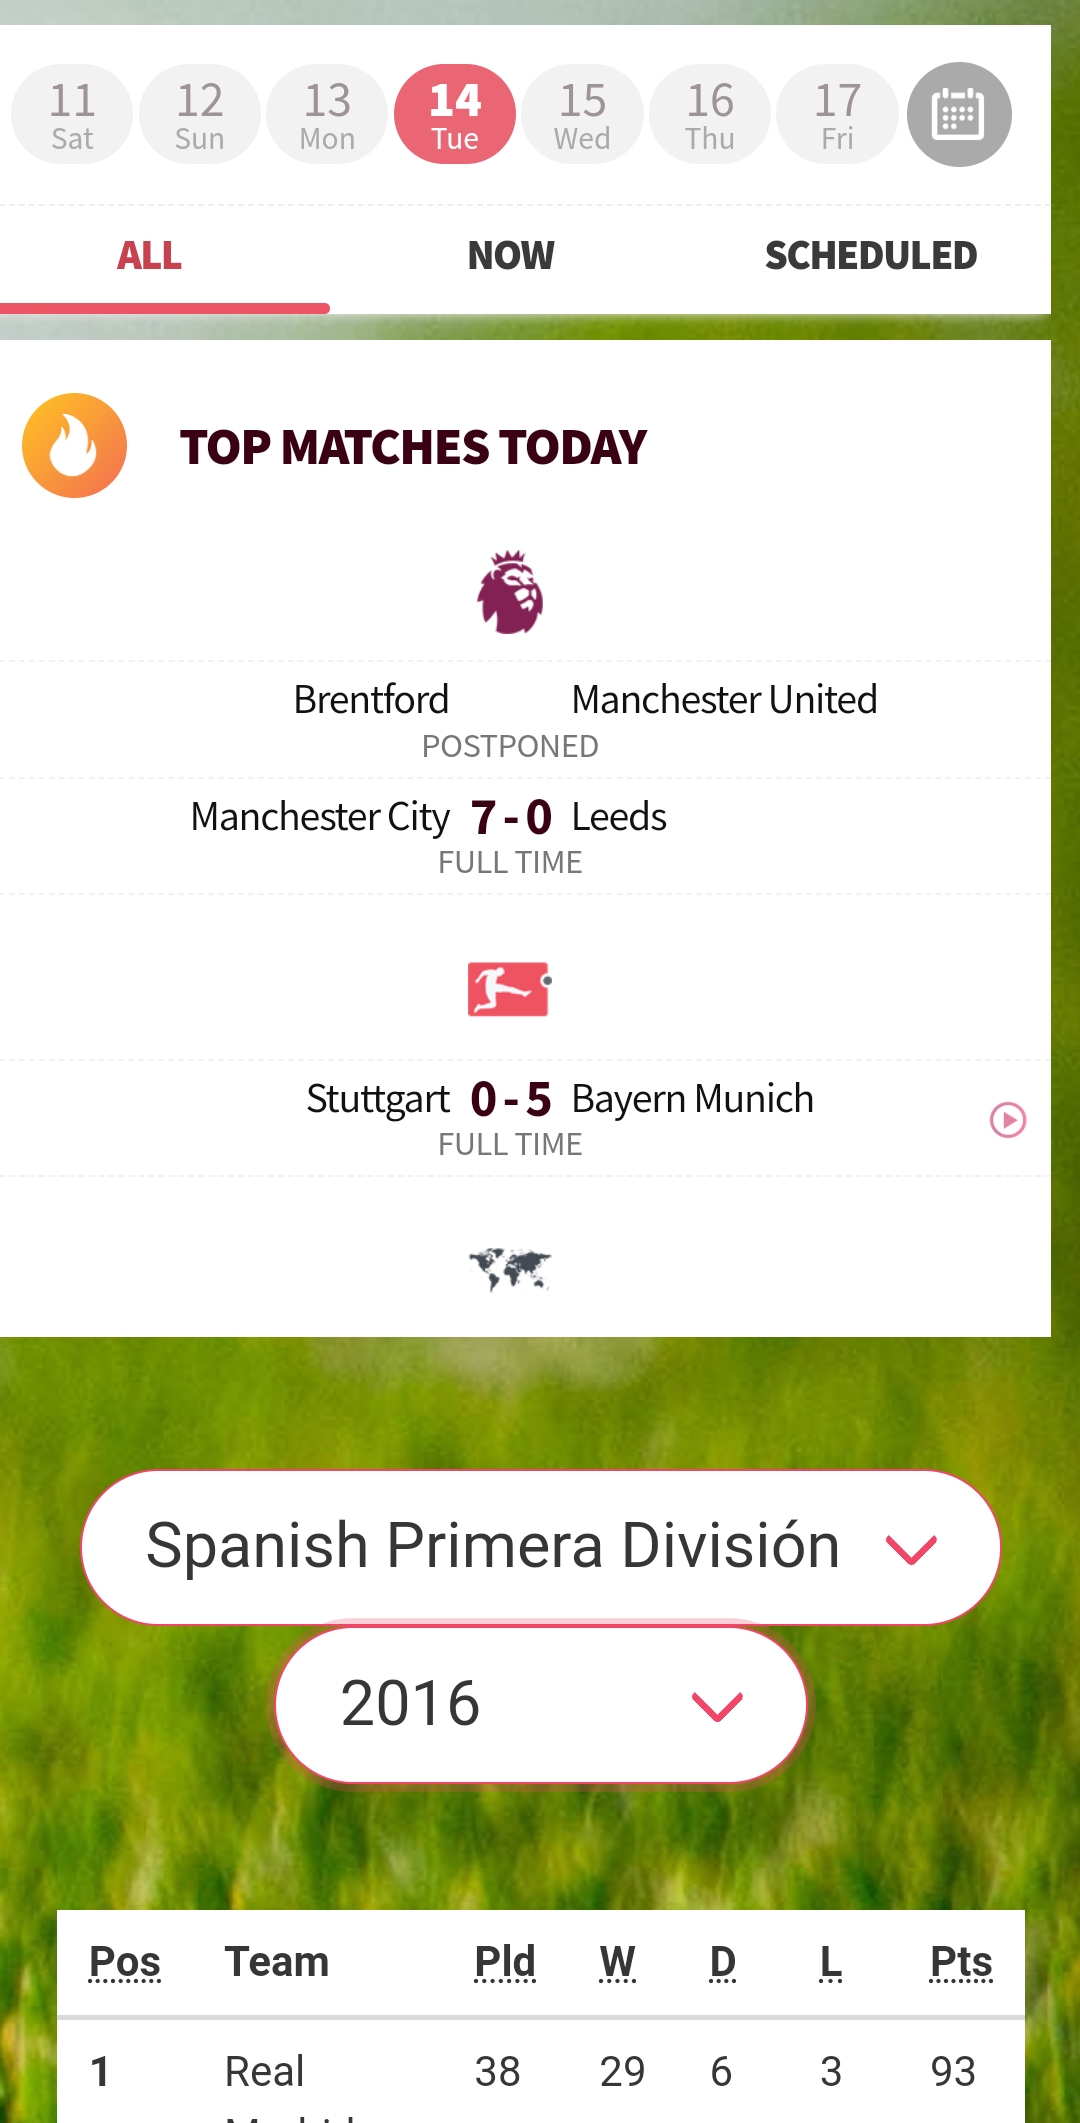 11 12 13 14 15 16 17
Sat Sun Mon Tue Wed Thu Fri
ALL NOW SCHEDULED
TOP MATCHES TODAY
Brentford Manchester United
POSTPONED
Manchester City 7 - 0 Leeds
FULL TIME
Stuttgart 0 - 5 Bayern Munich
FULL TIME
Spanish Primera División
2016
Pos Team Pld W D L Pts
1 Real 38 29 6 3 93